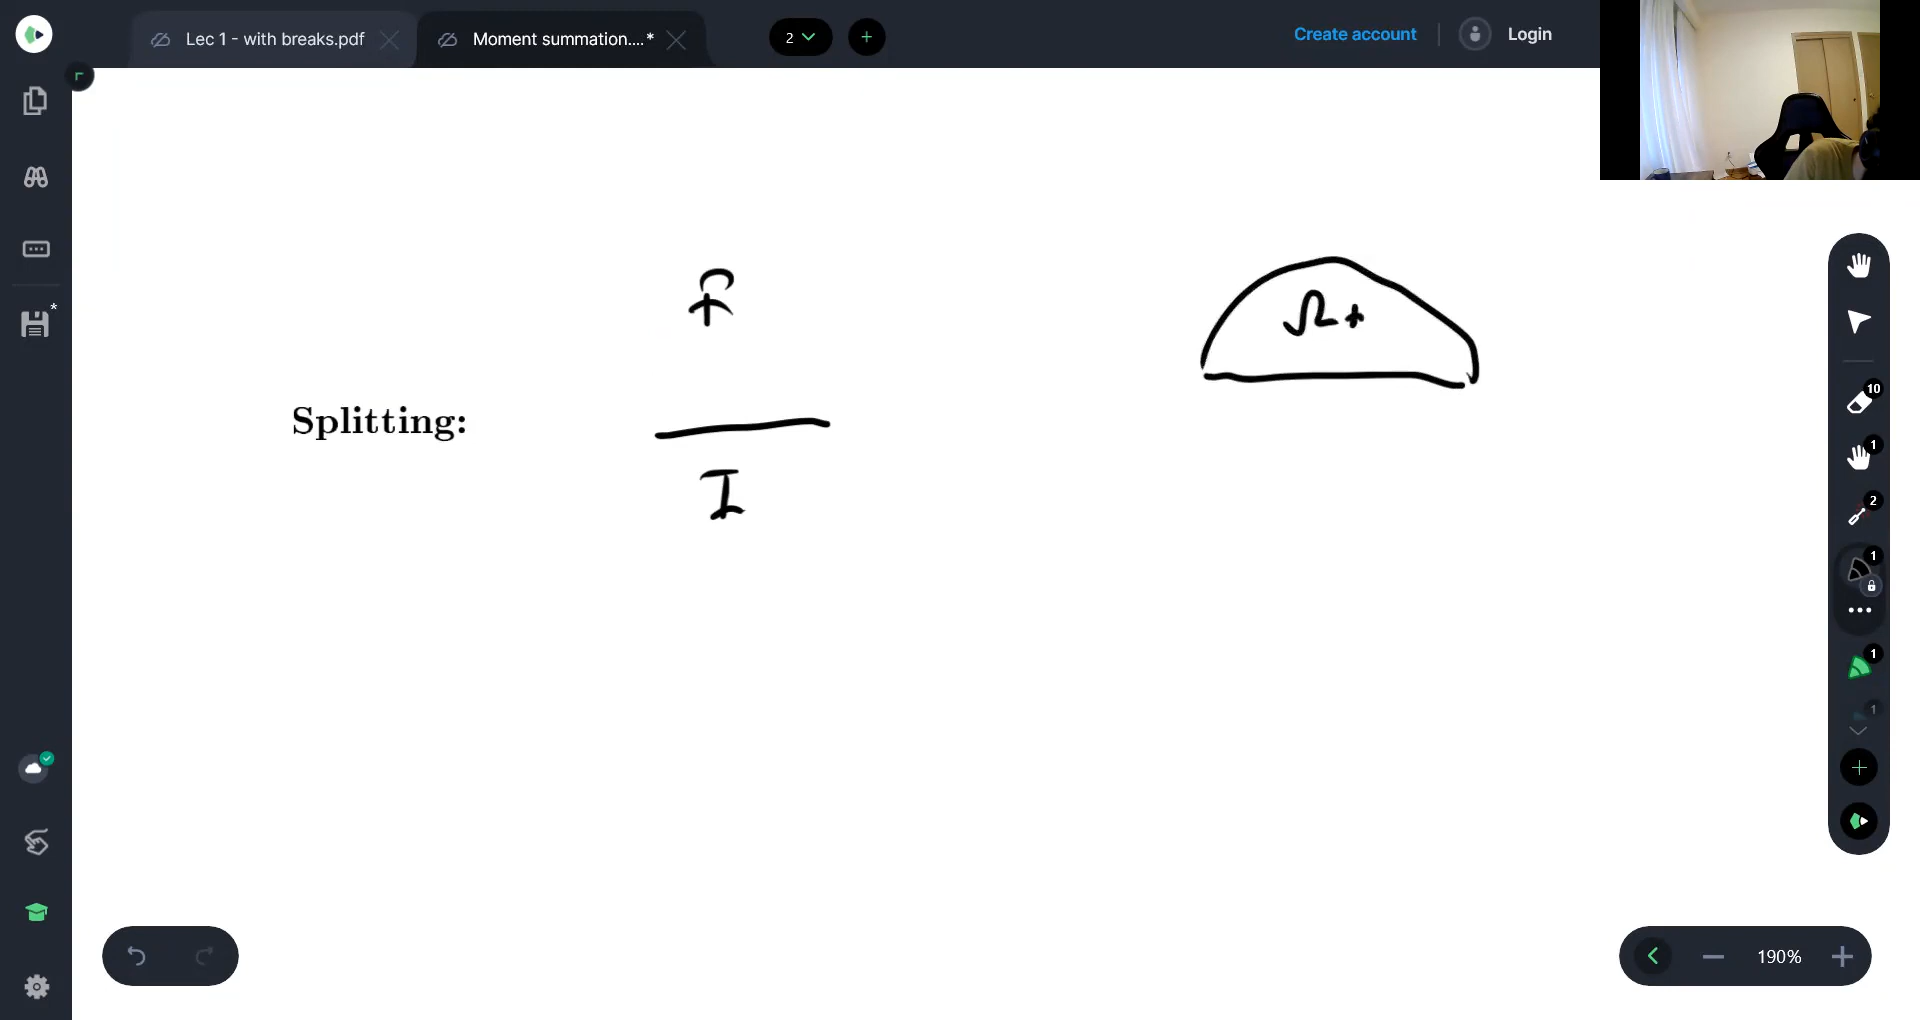 Lec 1 - with breaks.pdf
Moment summation....*
2
Create account
Login
Ω+
Splitting:
I
10
1
2
1
1
1
190%